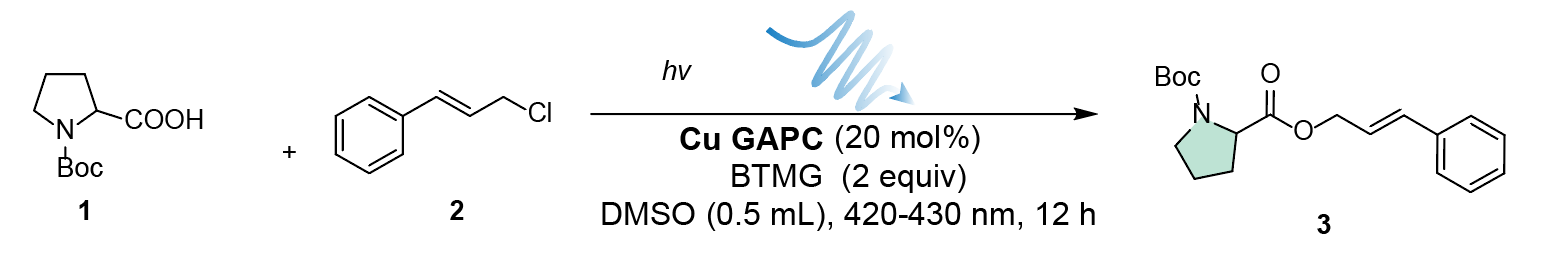 N
Boc
COOH
1
+
Cl
2
hv
Cu GAPC (20 mol%)
BTMG (2 equiv)
DMSO (0.5 mL), 420-430 nm, 12 h
Boc
N
O
O
3